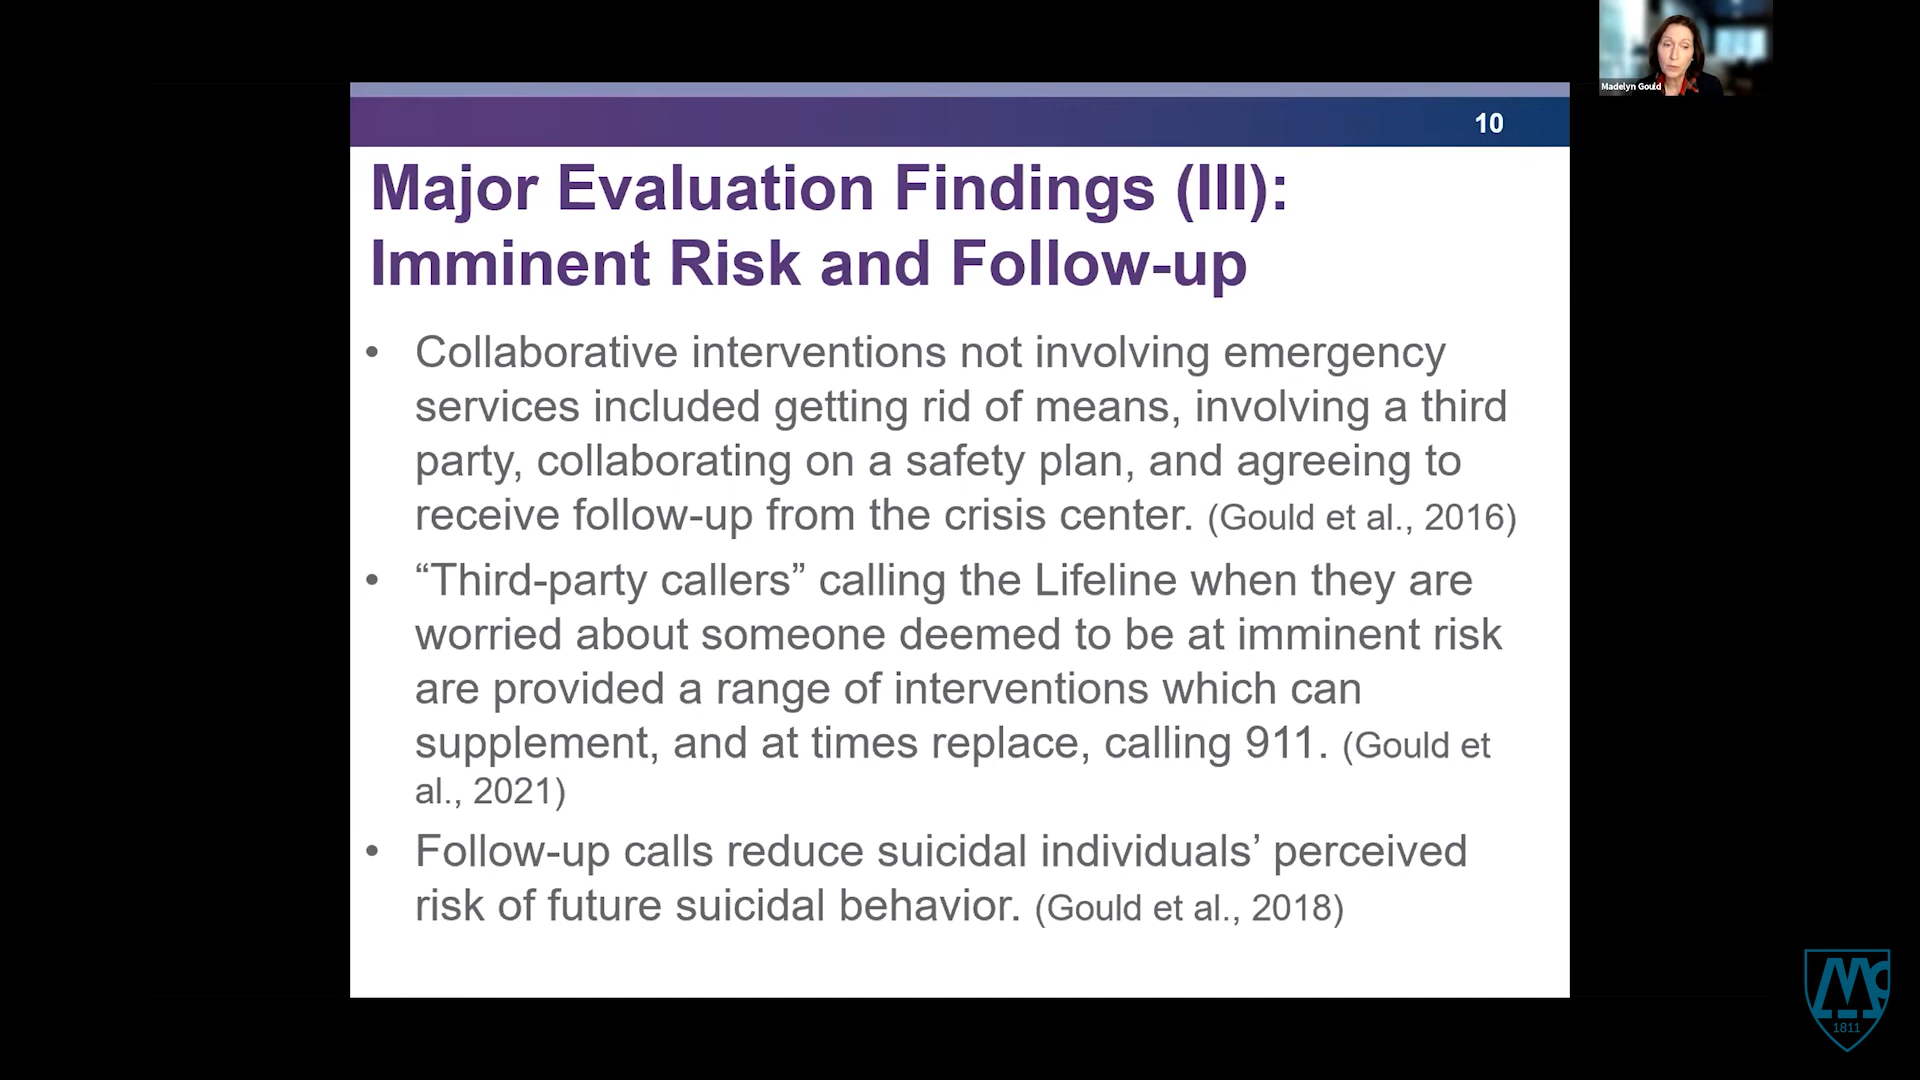 Madelyn Gould
10
Major Evaluation Findings (III):
Imminent Risk and Follow-up
• Collaborative interventions not involving emergency
services included getting rid of means, involving a third
party, collaborating on a safety plan, and agreeing to
receive follow-up from the crisis center. (Gould et al., 2016)
• “Third-party callers” calling the Lifeline when they are
worried about someone deemed to be at imminent risk
are provided a range of interventions which can
supplement, and at times replace, calling 911. (Gould et
al., 2021)
• Follow-up calls reduce suicidal individuals’ perceived
risk of future suicidal behavior. (Gould et al., 2018)
Mc
1811